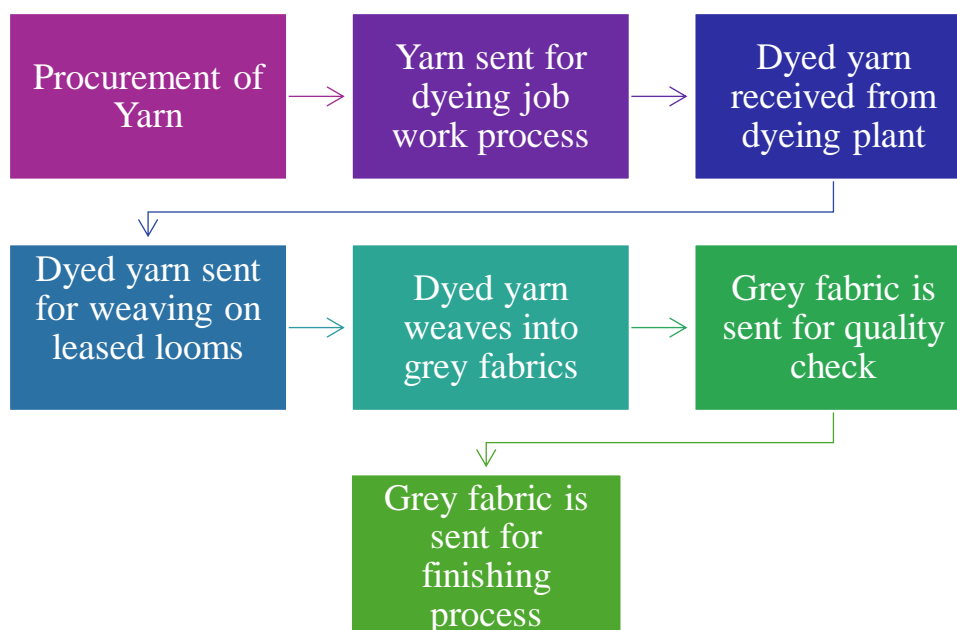 Procurement of
Yarn
Yarn sent for
dyeing job
work process
Dyed yarn
received from
dyeing plant
Dyed yarn sent
for weaving on
leased looms
Dyed yarn
weaves into
grey fabrics
Grey fabric is
sent for quality
check
Grey fabric is
sent for
finishing
process